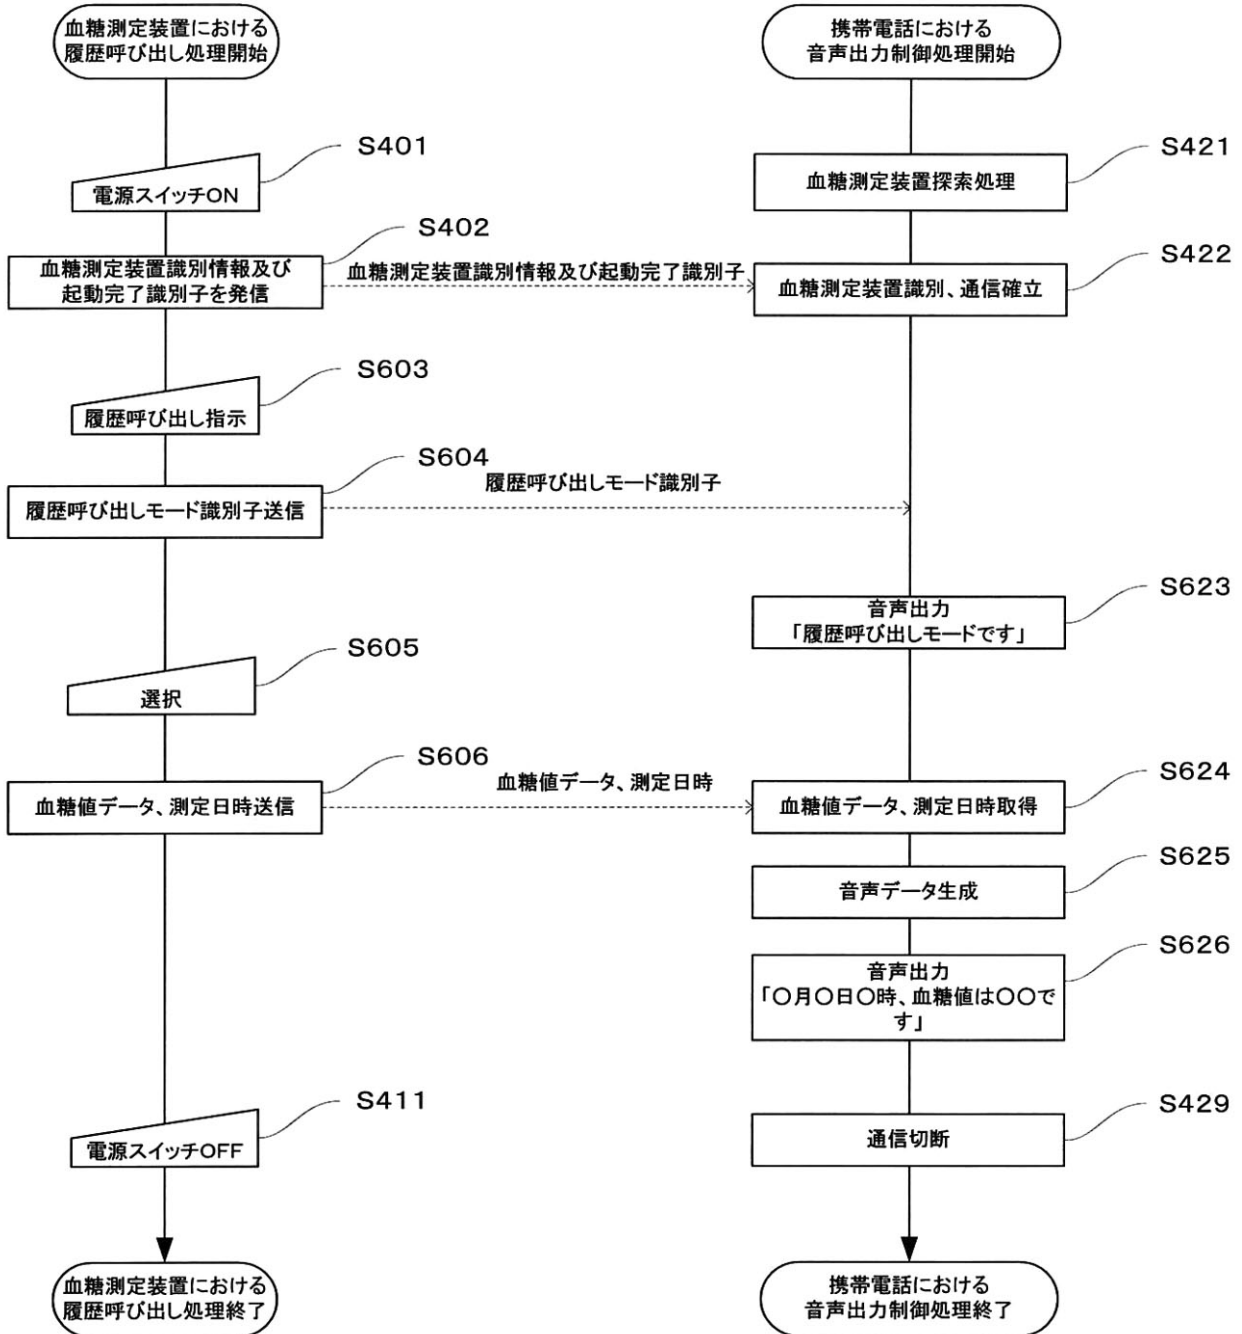 血糖測定装置における
履歴呼び出し処理開始
携帯電話における
音声出力制御処理開始
S401
電源スイッチON
S421
血糖測定装置探索処理
S402
血糖測定装置識別情報及び
起動完了識別子を発信
血糖測定装置識別情報及び起動完了識別子
S422
血糖測定装置識別、通信確立
S603
履歴呼び出し指示
S604
履歴呼び出しモード識別子送信
履歴呼び出しモード識別子
S623
音声出力
「履歴呼び出しモードです」
S605
選択
S606
血糖値データ、測定日時送信
血糖値データ、測定日時
S624
血糖値データ、測定日時取得
S625
音声データ生成
S626
音声出力
「〇月〇日〇時、血糖値は〇〇で
す」
S411
電源スイッチOFF
S429
通信切断
血糖測定装置における
履歴呼び出し処理終了
携帯電話における
音声出力制御処理終了